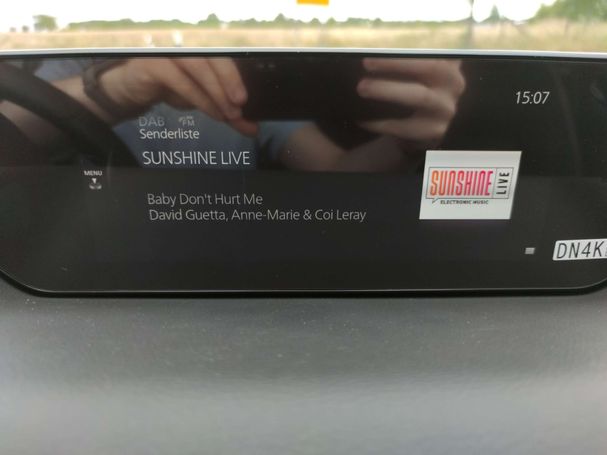 15:07
DAB
FM
Senderliste
SUNSHINE LIVE
MENU
Baby Don't Hurt Me
David Guetta, Anne-Marie & Coi Leray
SUNSHINE LIVE
ELECTRONIC MUSIC